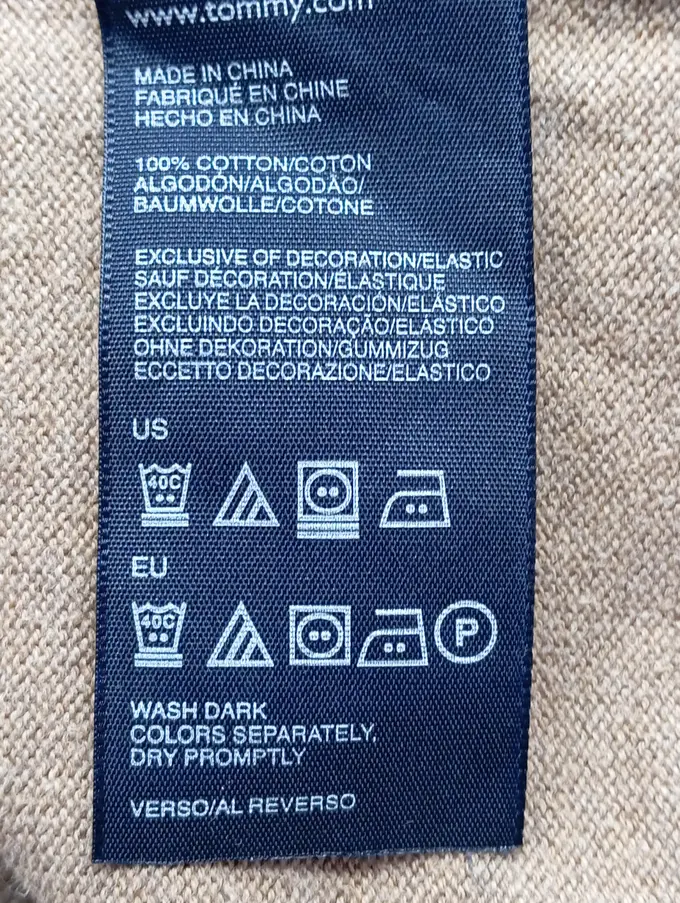 www.tommy.com
MADE IN CHINA
FABRIQUÉ EN CHINE
HECHO EN CHINA
100% COTTON/COTON
ALGODÓN/ALGODÃO/
BAUMWOLLE/COTONE
EXCLUSIVE OF DECORATION/ELASTIC
SAUF DÉCORATION/ÉLASTIQUE
EXCLUYE LA DECORACIÓN/ELÁSTICO
EXCLUINDO DECORAÇÃO/ELÁSTICO
OHNE DEKORATION/GUMMIZUG
ECCETTO DECORAZIONE/ELASTICO
US
40C
EU
40C P
WASH DARK
COLORS SEPARATELY,
DRY PROMPTLY
VERSO/AL REVERSO